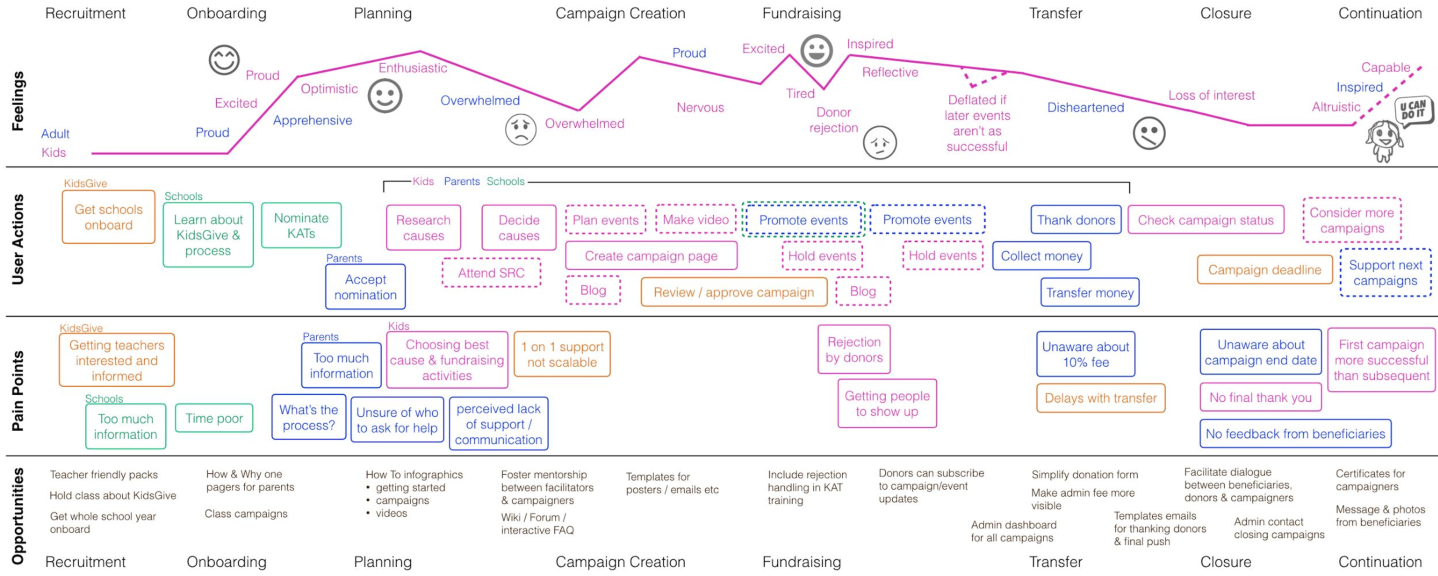 Recruitment
Onboarding
Planning
Campaign Creation
Fundraising
Transfer
Closure
Continuation
Feelings
Adult
Kids
Proud
Excited
Proud
Optimistic
Apprehensive
Enthusiastic
Overwhelmed
Overwhelmed
Proud
Nervous
Excited
Tired
Donor
rejection
Inspired
Reflective
Deflated if
later events
aren't as
successful
Disheartened
Loss of interest
Capable
Inspired
Altruistic
U CAN
DO IT
User Actions
KidsGive
Get schools
onboard
Schools
Learn about
KidsGive &
process
Nominate
KATs
Parents
Accept
nomination
Kids Parents Schools
Research
causes
Decide
causes
Attend SRC
Plan events
Make video
Promote events
Promote events
Create campaign page
Hold events
Hold events
Blog
Review / approve campaign
Blog
Thank donors
Collect money
Transfer money
Check campaign status
Campaign deadline
Consider more
campaigns
Support next
campaigns
Pain Points
KidsGive
Getting teachers
interested and
informed
Schools
Too much
information
Time poor
Parents
Too much
information
What's the
process?
Kids
Choosing best
cause & fundraising
activities
Unsure of who
to ask for help
perceived lack
of support /
communication
1 on 1 support
not scalable
Rejection
by donors
Getting people
to show up
Unaware about
10% fee
Delays with transfer
Unaware about
campaign end date
No final thank you
No feedback from beneficiaries
First campaign
more successful
than subsequent
Opportunities
Teacher friendly packs
Hold class about KidsGive
Get whole school year
onboard
How & Why one
pagers for parents
Class campaigns
How To infographics
• getting started
• campaigns
• videos
Foster mentorship
between facilitators
& campaigners
Wiki / Forum /
interactive FAQ
Templates for
posters / emails etc
Include rejection
handling in KAT
training
Donors can subscribe
to campaign/event
updates
Simplify donation form
Make admin fee more
visible
Admin dashboard
for all campaigns
Templates emails
for thanking donors
& final push
Facilitate dialogue
between beneficiaries,
donors & campaigners
Admin contact
closing campaigns
Certificates for
campaigners
Message & photos
from beneficiaries
Recruitment
Onboarding
Planning
Campaign Creation
Fundraising
Transfer
Closure
Continuation